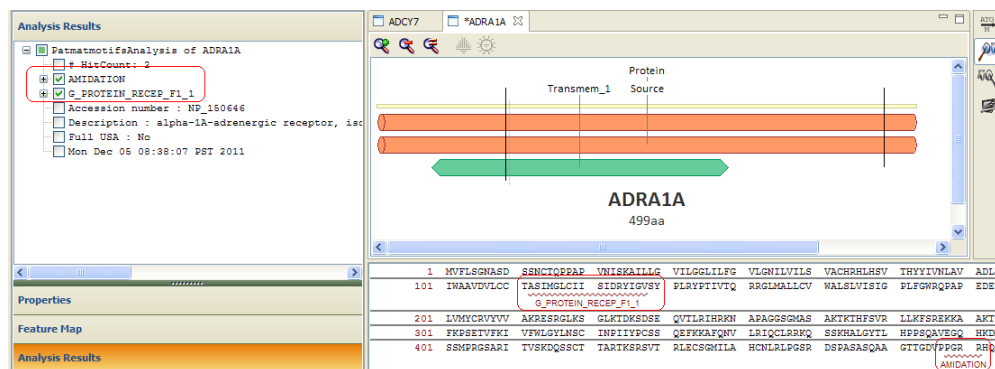 Analysis Results
PatmatmotifsAnalysis of ADRA1A
# HitCount: 2
AMIDATION
G_PROTEIN_RECEP_F1_1
Accession number : NP_150646
Description : alpha-1A-adrenergic receptor, isc
Full USA : No
Mon Dec 05 08:38:07 PST 2011
Properties
Feature Map
Analysis Results
ADCY7 *ADRA1A
Protein
Transmem_1 Source
ADRA1A
499aa
1 MVFLSGNASD SSNCTQPPAP VNISKAILLG VILGGLILFG VLGNILVILS VACHRHLHSV THYYIVNLAV ADL
101 IWAAVDVLCC TASIMGLCII SIDRYIGVSY PLRYPTIVTQ RRGLMALLCV WALSLVISIG PLFGWRQPAP EDE
G_PROTEIN_RECEP_F1_1
201 LVMYCRVYVV AKRESRGLKS GLKTDKSDSE QVTLRIHRKN APAGGSGMAS AKTKTHFSVR LLKFSREKKA AKT
301 FKPSETVFKI VFWLGYLNSC INPIIYPCSS QEFKKAFQNV LRIQCLRRKQ SSKHALGYTL HPPSQAVEGQ HKD
401 SSMPRGSARI TVSKDQSSCT TARTKSRSVT RLECSGMILA HCNLRLPGSR DSPASASQAA GTTGDVPPGR RHQ
AMIDATION
ATG
M